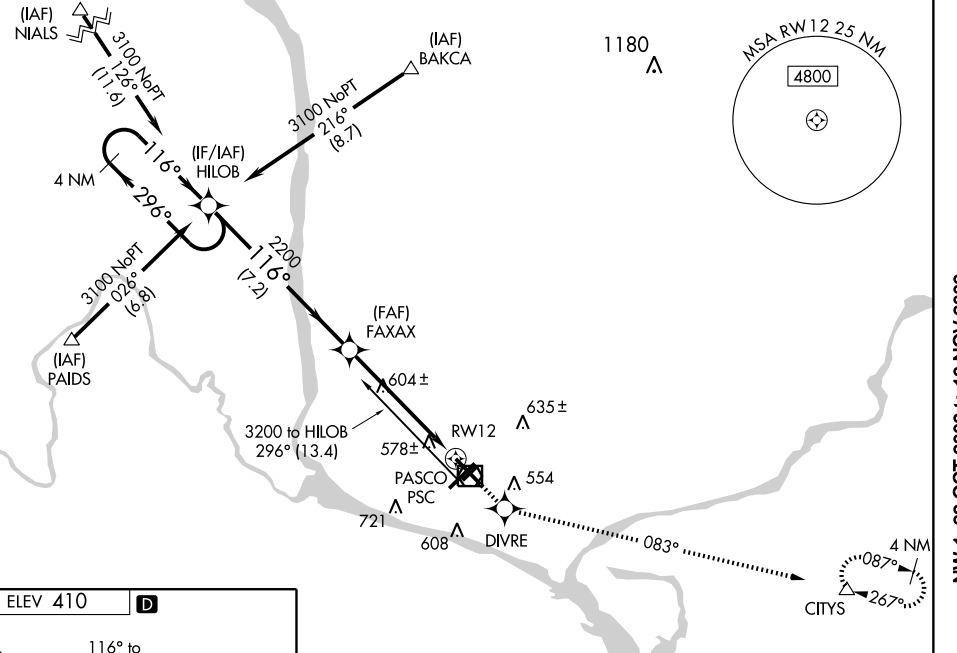 (IAF)
NIALS
3100 NoPT
126°
(11.6)
(IAF)
BAKCA
3100 NoPT
216°
(8.7)
1180
MSA RW12 25 NM
4800
116°
4 NM
296°
(IF/IAF)
HILOB
3100 NoPT
026°
(6.8)
(IAF)
PAIDS
2200
116°
(7.2)
(FAF)
FAXAX
604±
3200 to HILOB
296° (13.4)
578±
RW12
635±
PASCO
PSC
554
721
608
DIVRE
083°
4 NM
087°
267°
CITYS
ELEV 410
D
116° to